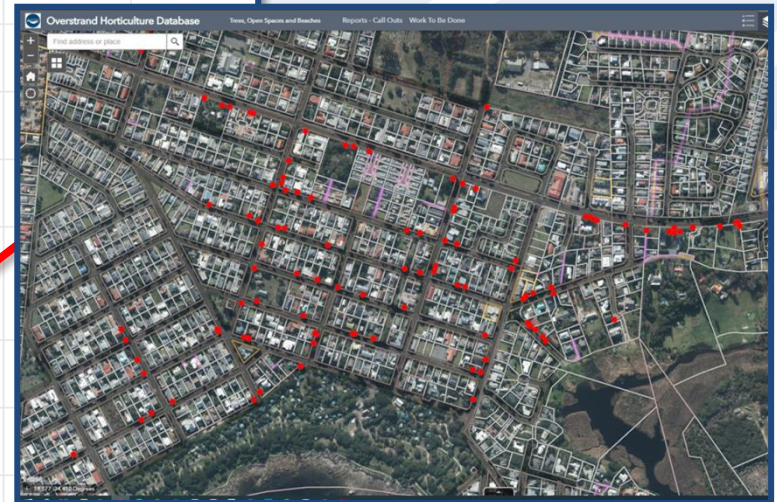 Overstrand Horticulture Database Trees, Open Spaces and Beaches Reports - Call Outs Work To Be Done
Find address or place
Degrees